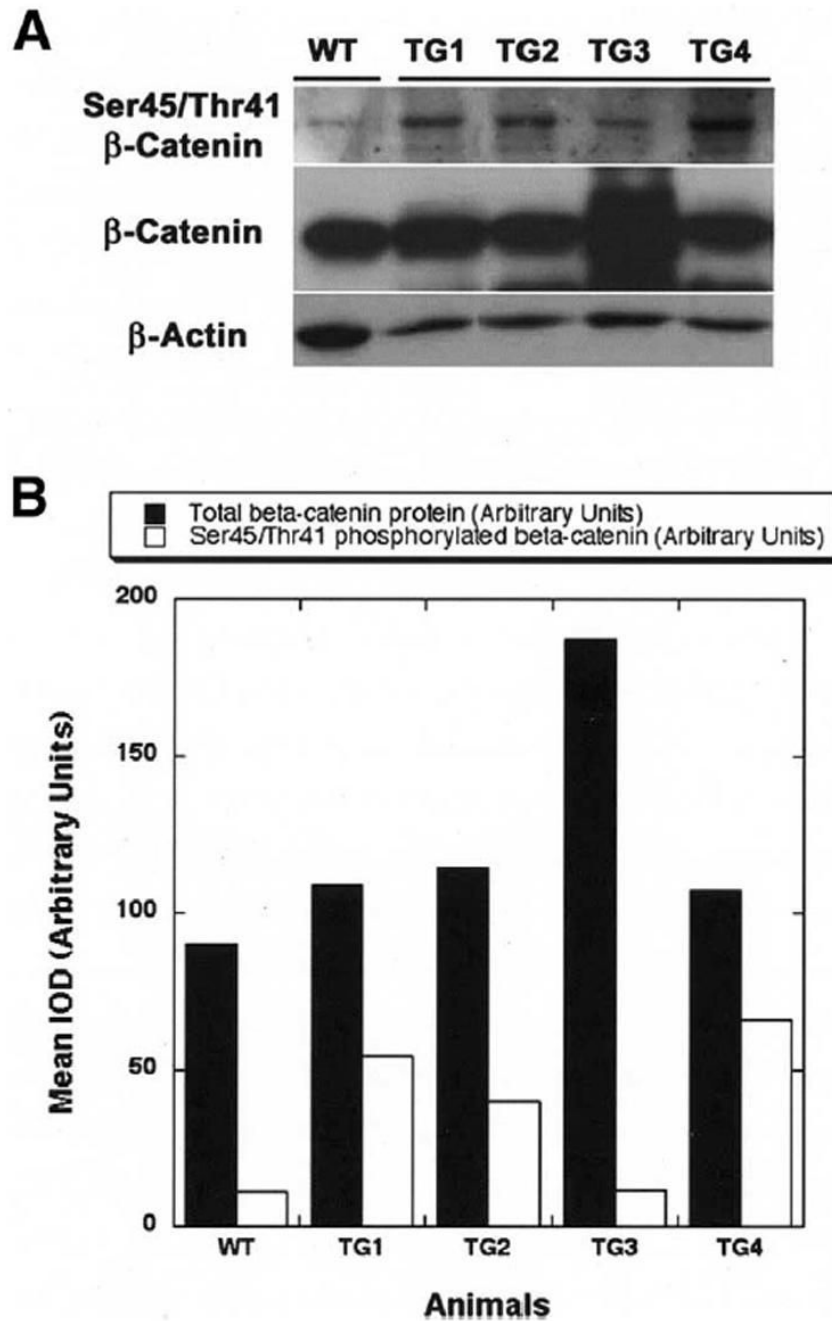 A
WT TG1 TG2 TG3 TG4
Ser45/Thr41
β-Catenin
β-Catenin
β-Actin
B
Total beta-catenin protein (Arbitrary Units)
Ser45/Thr41 phosphorylated beta-catenin (Arbitrary Units)
Mean IOD (Arbitrary Units)
200
150
100
50
0
WT TG1 TG2 TG3 TG4
Animals